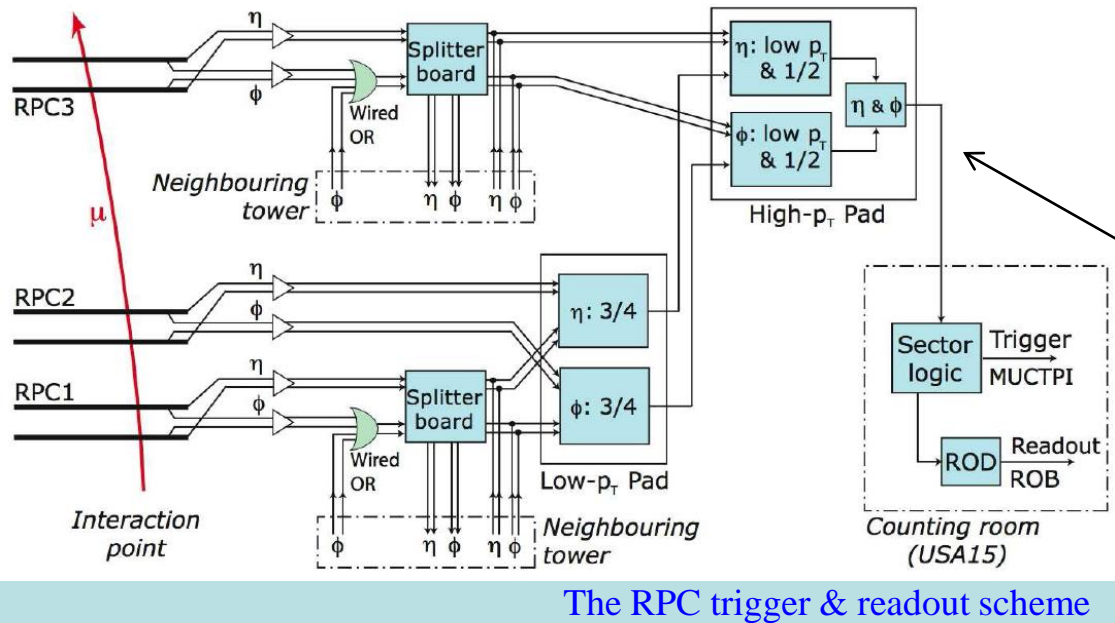 η
Splitter
board
RPC3
φ
Wired
OR
Neighbouring
tower
φ
η φ η φ
μ
η: low pT
& 1/2
η & φ
φ: low pT
& 1/2
High-pT Pad
RPC2
η
φ
η: 3/4
RPC1
η
φ
Splitter
board
φ: 3/4
Wired
OR
Low-pT Pad
Interaction
point
φ
η φ η φ
Neighbouring
tower
Sector
logic
Trigger
MUCTPI
ROD
Readout
ROB
Counting room
(USA15)
The RPC trigger & readout scheme